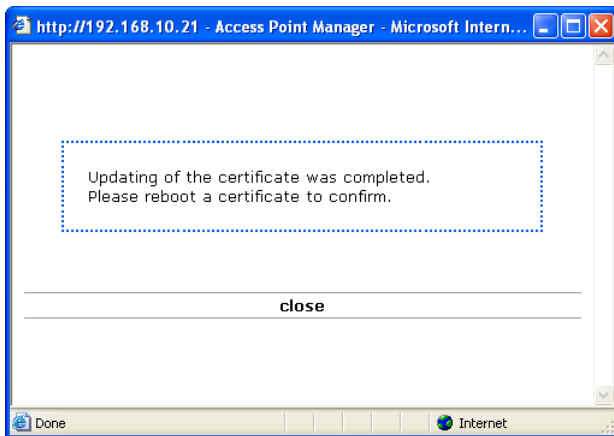 http://192.168.10.21 - Access Point Manager - Microsoft Intern...
Updating of the certificate was completed.
Please reboot a certificate to confirm.
close
Done
Internet